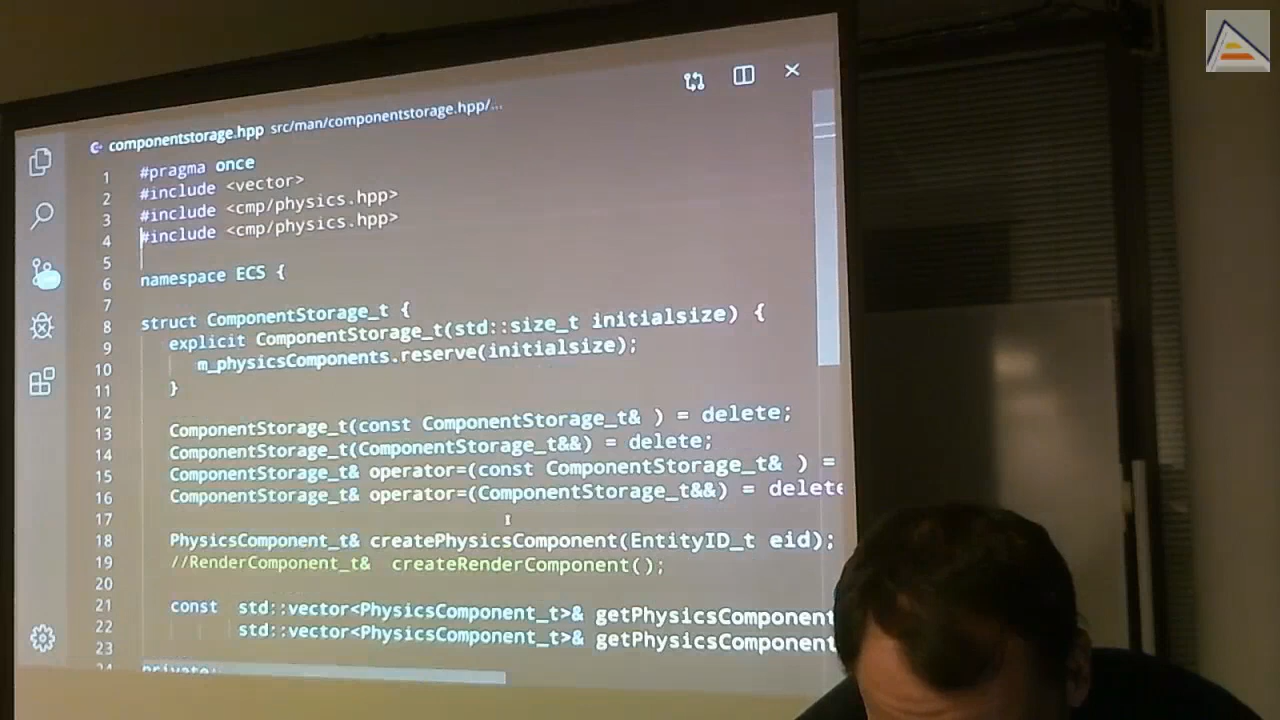 componentstorage.hpp src/man/componentstorage.hpp/...
1 #pragma once
2 #include <vector>
3 #include <cmp/physics.hpp>
4 #include <cmp/physics.hpp>
5
6 namespace ECS {
7
8 struct ComponentStorage_t {
9 explicit ComponentStorage_t(std::size_t initialsize) {
10 m_physicsComponents.reserve(initialsize);
11 }
12
13 ComponentStorage_t(const ComponentStorage_t& ) = delete;
14 ComponentStorage_t(ComponentStorage_t&&) = delete;
15 ComponentStorage_t& operator=(const ComponentStorage_t& ) =
16 ComponentStorage_t& operator=(ComponentStorage_t&&) = delete
17
18 PhysicsComponent_t& createPhysicsComponent(EntityID_t eid);
19 //RenderComponent_t& createRenderComponent();
20
21 const std::vector<PhysicsComponent_t>& getPhysicsComponent
22 std::vector<PhysicsComponent_t>& getPhysicsComponent
23
24 private: